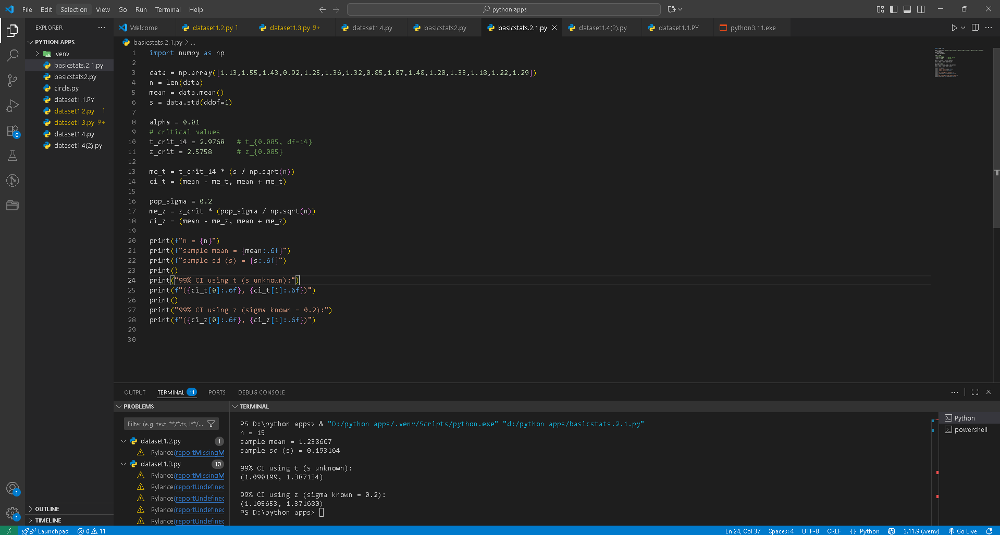 File Edit Selection View Go Run Terminal Help
python apps
EXPLORER
Welcome
dataset1.2.py 1
dataset1.3.py 9+
dataset1.4.py
basicstats2.py
basicstats.2.1.py
dataset1.4(2).py
dataset1.1.PY
python3.11.exe
PYTHON APPS
.venv
basicstats.2.1.py
basicstats2.py
circle.py
dataset1.1.PY
dataset1.2.py 1
dataset1.3.py 9+
dataset1.4.py
dataset1.4(2).py
8
1
1
OUTLINE
TIMELINE
basicstats.2.1.py > ...
1 import numpy as np
2
3 data = np.array([1.13,1.55,1.43,0.92,1.25,1.36,1.32,0.85,1.07,1.48,1.20,1.33,1.18,1.22,1.29])
4 n = len(data)
5 mean = data.mean()
6 s = data.std(ddof=1)
7
8 alpha = 0.01
9 # critical values
10 t_crit_14 = 2.9768   # t_{0.005, df=14}
11 z_crit = 2.5758      # z_{0.005}
12
13 me_t = t_crit_14 * (s / np.sqrt(n))
14 ci_t = (mean - me_t, mean + me_t)
15
16 pop_sigma = 0.2
17 me_z = z_crit * (pop_sigma / np.sqrt(n))
18 ci_z = (mean - me_z, mean + me_z)
19
20 print(f"n = {n}")
21 print(f"sample mean = {mean:.6f}")
22 print(f"sample sd (s) = {s:.6f}")
23 print()
24 print("99% CI using t (s unknown):")
25 print(f"({ci_t[0]:.6f}, {ci_t[1]:.6f})")
26 print()
27 print("99% CI using z (sigma known = 0.2):")
28 print(f"({ci_z[0]:.6f}, {ci_z[1]:.6f})")
29
30
OUTPUT TERMINAL 11 PORTS DEBUG CONSOLE
PROBLEMS
Filter (e.g. text, **/*.ts, !**/...
dataset1.2.py 1
Pylance(reportMissingM
dataset1.3.py 10
Pylance(reportMissingM
Pylance(reportUndefined
Pylance(reportUndefined
Pylance(reportUndefined
Pylance(reportUndefined
TERMINAL
PS D:\python apps> & "D:/python apps/.venv/Scripts/python.exe" "d:/python apps/basicstats.2.1.py"
n = 15
sample mean = 1.238667
sample sd (s) = 0.193164
99% CI using t (s unknown):
(1.090199, 1.387134)
99% CI using z (sigma known = 0.2):
(1.105653, 1.371680)
PS D:\python apps>
Python
powershell
Launchpad 0 11
Ln 24, Col 37 Spaces: 4 UTF-8 CRLF {} Python 3.11.9 (.venv) Go Live